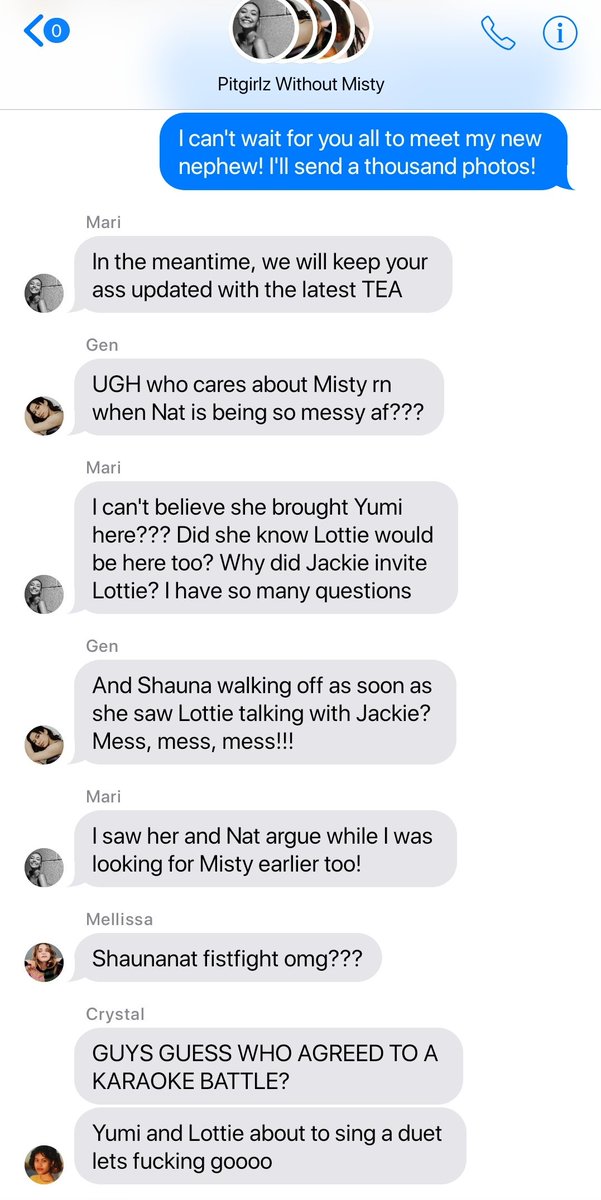 0
Pitgirlz Without Misty
I can't wait for you all to meet my new
nephew! I'll send a thousand photos!
Mari
In the meantime, we will keep your
ass updated with the latest TEA
Gen
UGH who cares about Misty rn
when Nat is being so messy af???
Mari
I can't believe she brought Yumi
here??? Did she know Lottie would
be here too? Why did Jackie invite
Lottie? I have so many questions
Gen
And Shauna walking off as soon as
she saw Lottie talking with Jackie?
Mess, mess, mess!!!
Mari
I saw her and Nat argue while I was
looking for Misty earlier too!
Mellissa
Shaunanat fistfight omg???
Crystal
GUYS GUESS WHO AGREED TO A
KARAOKE BATTLE?
Yumi and Lottie about to sing a duet
lets fucking goooo